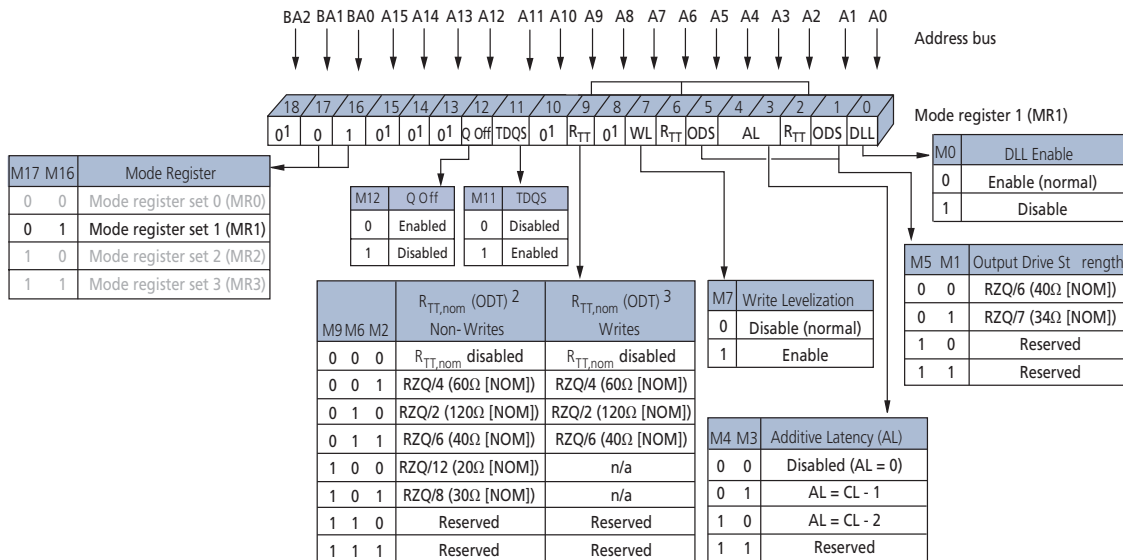 BA2 BA1 BA0 A15 A14 A13 A12 A11 A10 A9 A8 A7 A6 A5 A4 A3 A2 A1 A0
Address bus
18 17 16 15 14 13 12 11 10 9 8 7 6 5 4 3 2 1 0
Mode register 1 (MR1)
0¹ 0 1 0¹ 0¹ 0¹ Q Off TDQS 0¹ R_TT 0¹ WL R_TT ODS AL R_TT ODS DLL
M17 M16 Mode Register
0 0 Mode register set 0 (MR0)
0 1 Mode register set 1 (MR1)
1 0 Mode register set 2 (MR2)
1 1 Mode register set 3 (MR3)
M12 Q Off
0 Enabled
1 Disabled
M11 TDQS
0 Disabled
1 Enabled
M0 DLL Enable
0 Enable (normal)
1 Disable
M5 M1 Output Drive St rength
0 0 RZQ/6 (40Ω [NOM])
0 1 RZQ/7 (34Ω [NOM])
1 0 Reserved
1 1 Reserved
M9 M6 M2 R_TT,nom (ODT) ² Non-Writes R_TT,nom (ODT) ³ Writes
0 0 0 R_TT,nom disabled R_TT,nom disabled
0 0 1 RZQ/4 (60Ω [NOM]) RZQ/4 (60Ω [NOM])
0 1 0 RZQ/2 (120Ω [NOM]) RZQ/2 (120Ω [NOM])
0 1 1 RZQ/6 (40Ω [NOM]) RZQ/6 (40Ω [NOM])
1 0 0 RZQ/12 (20Ω [NOM]) n/a
1 0 1 RZQ/8 (30Ω [NOM]) n/a
1 1 0 Reserved Reserved
1 1 1 Reserved Reserved
M7 Write Levelization
0 Disable (normal)
1 Enable
M4 M3 Additive Latency (AL)
0 0 Disabled (AL = 0)
0 1 AL = CL - 1
1 0 AL = CL - 2
1 1 Reserved